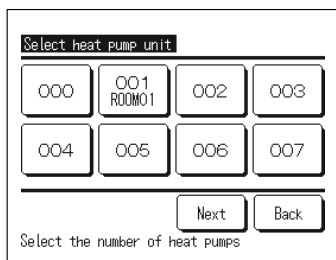 Select heat pump unit
000 001 002 003
ROOM01
004 005 006 007
Next Back
Select the number of heat pumps